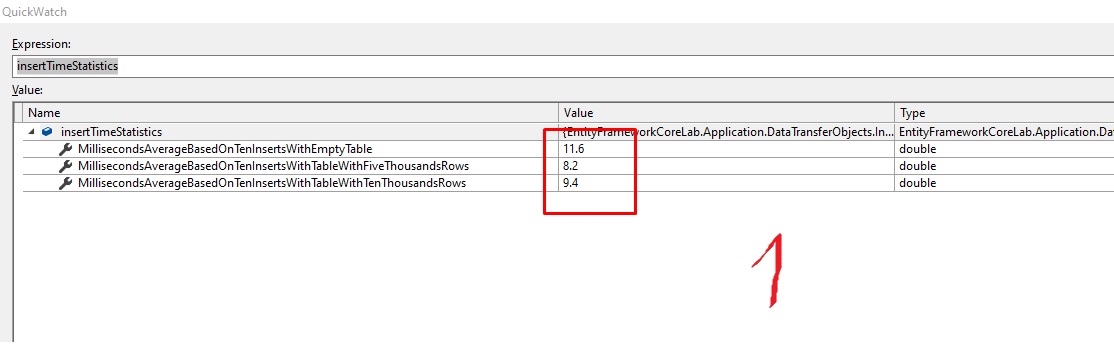 QuickWatch
Expression:
insertTimeStatistics
Value:
Name Value Type
insertTimeStatistics {EntityFrameworkCoreLab.Application.DataTransferObjects.In... EntityFrameworkCoreLab.Application.Da
MillisecondsAverageBasedOnTenInsertsWithEmptyTable 11.6 double
MillisecondsAverageBasedOnTenInsertsWithTableWithFiveThousandsRows 8.2 double
MillisecondsAverageBasedOnTenInsertsWithTableWithTenThousandsRows 9.4 double
1